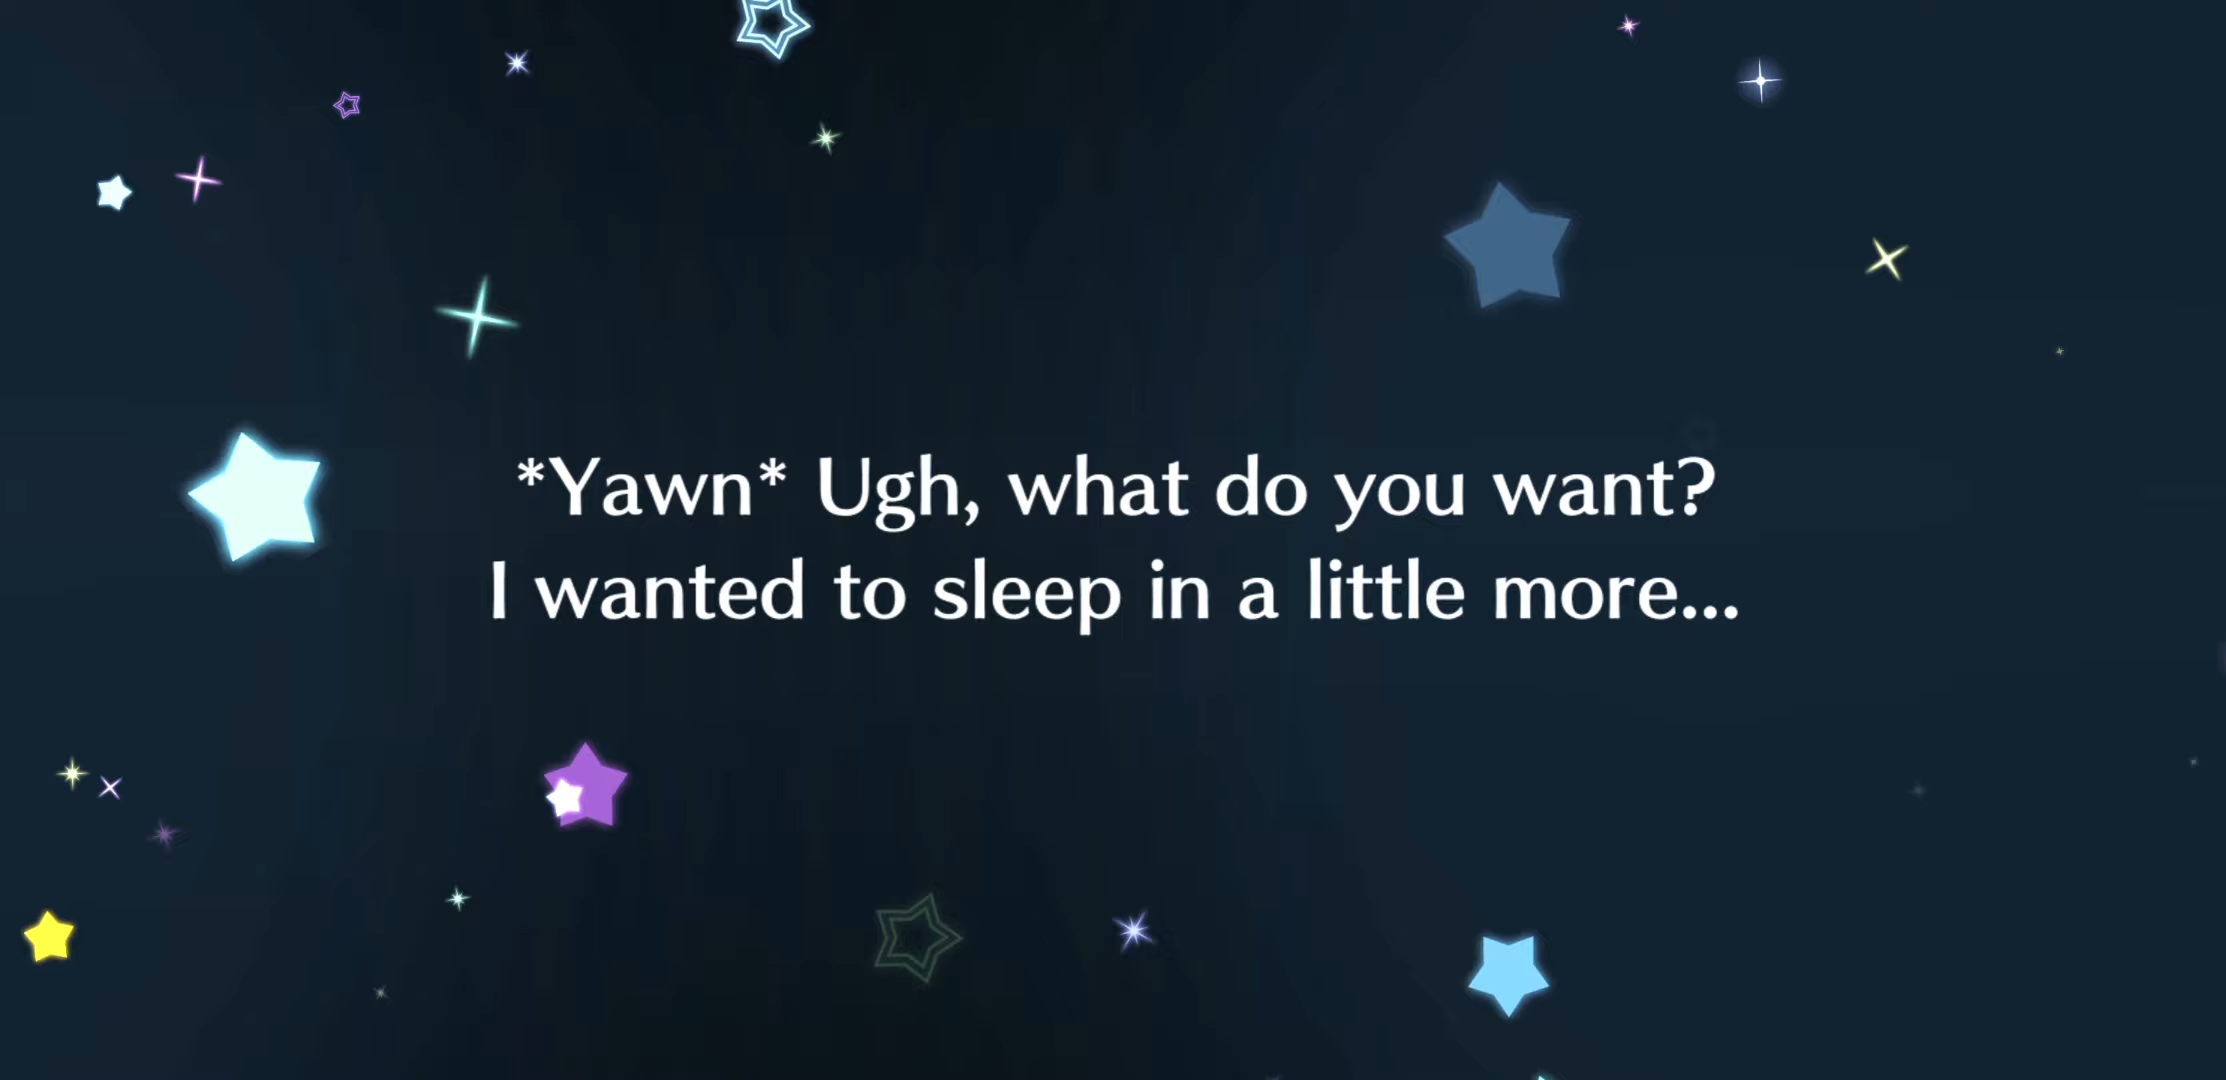 *Yawn* Ugh, what do you want?
I wanted to sleep in a little more...